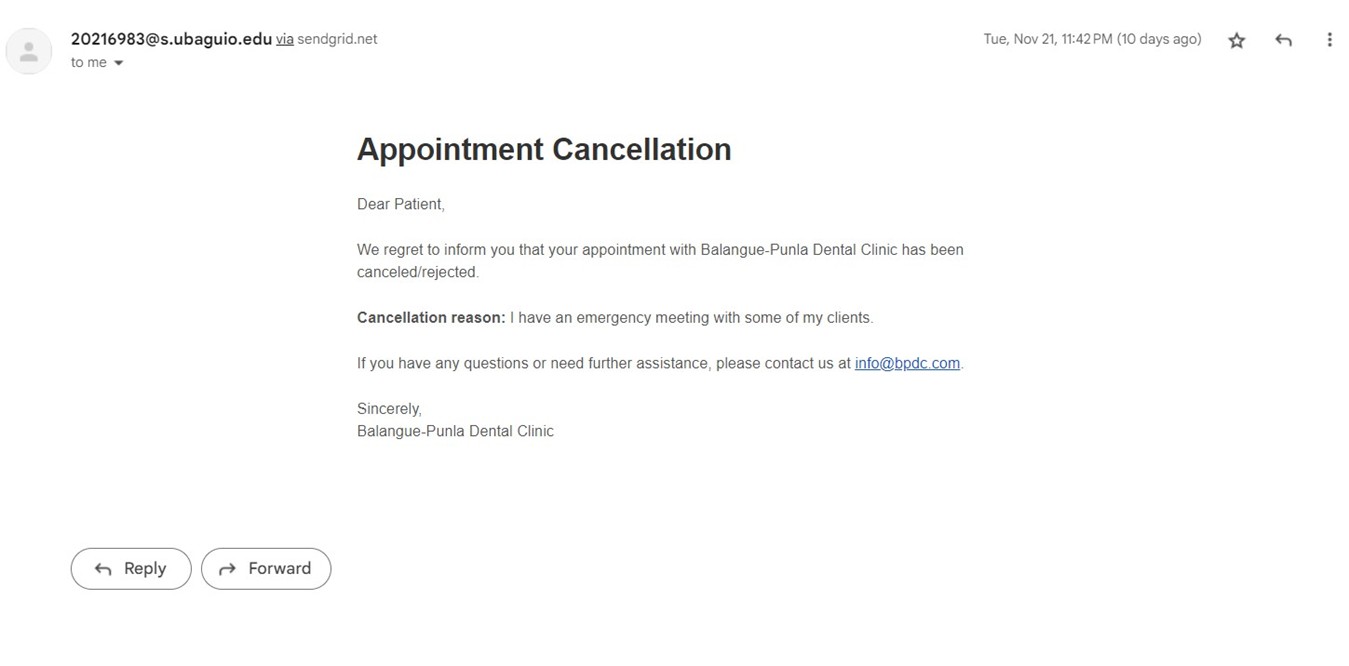 20216983@s.ubaguio.edu via sendgrid.net
Tue, Nov 21, 11:42 PM (10 days ago)
to me
Appointment Cancellation
Dear Patient,
We regret to inform you that your appointment with Balangue-Punla Dental Clinic has been
canceled/rejected.
Cancellation reason: I have an emergency meeting with some of my clients.
If you have any questions or need further assistance, please contact us at info@bpdc.com.
Sincerely,
Balangue-Punla Dental Clinic
Reply
Forward